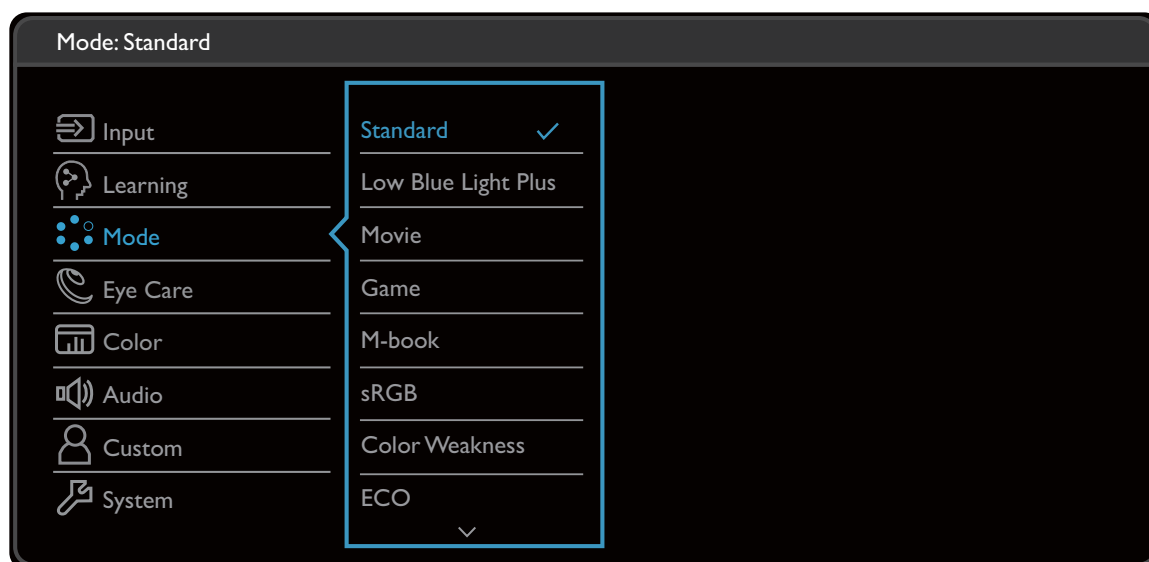 Mode: Standard
Input
Learning
Mode
Eye Care
Color
Audio
Custom
System
Standard
Low Blue Light Plus
Movie
Game
M-book
sRGB
Color Weakness
ECO